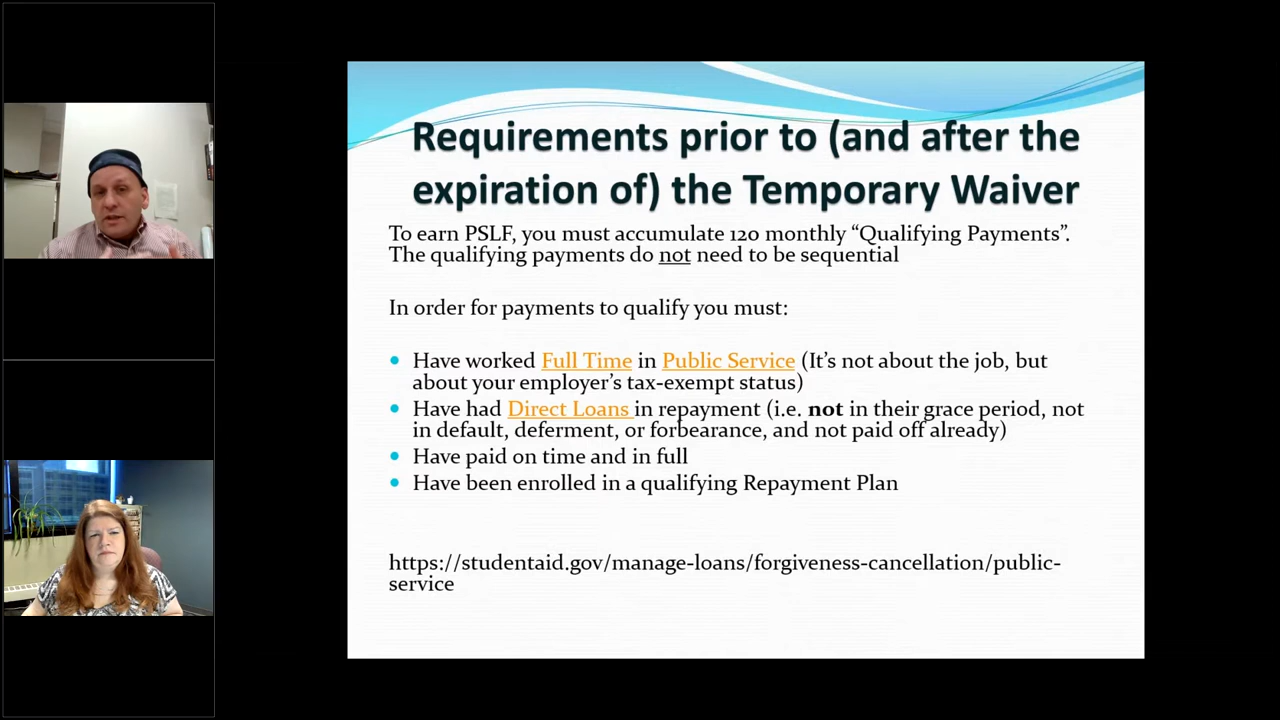 Requirements prior to (and after the
expiration of) the Temporary Waiver
To earn PSLF, you must accumulate 120 monthly “Qualifying Payments”.
The qualifying payments do not need to be sequential
In order for payments to qualify you must:
• Have worked Full Time in Public Service (It’s not about the job, but
about your employer’s tax-exempt status)
• Have had Direct Loans in repayment (i.e. not in their grace period, not
in default, deferment, or forbearance, and not paid off already)
• Have paid on time and in full
• Have been enrolled in a qualifying Repayment Plan
https://studentaid.gov/manage-loans/forgiveness-cancellation/public-
service